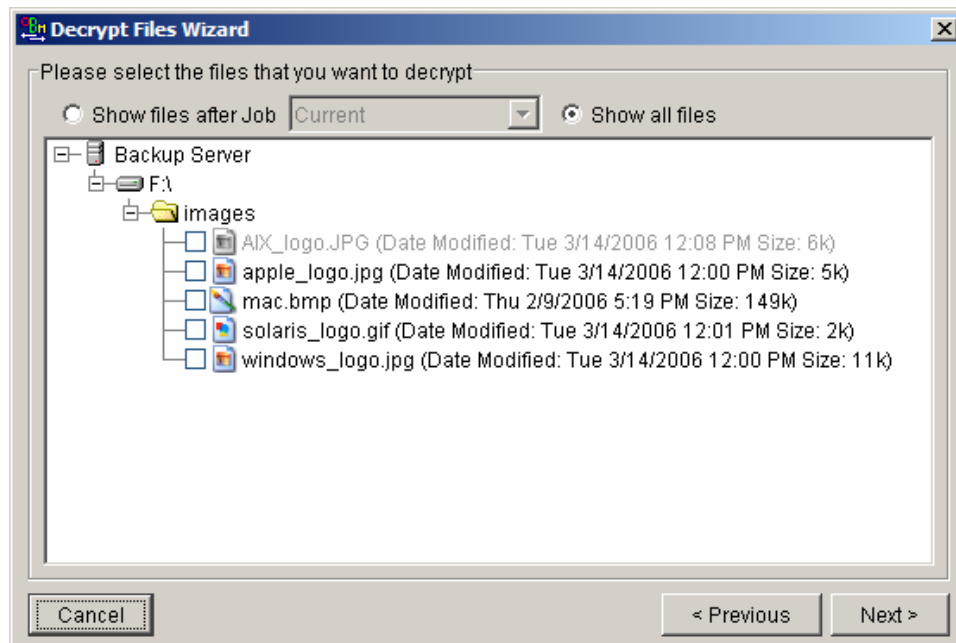 Decrypt Files Wizard
Please select the files that you want to decrypt
Show files after Job Current Show all files
Backup Server
F:\
images
AIX_logo.JPG (Date Modified: Tue 3/14/2006 12:08 PM Size: 6k)
apple_logo.jpg (Date Modified: Tue 3/14/2006 12:00 PM Size: 5k)
mac.bmp (Date Modified: Thu 2/9/2006 5:19 PM Size: 149k)
solaris_logo.gif (Date Modified: Tue 3/14/2006 12:01 PM Size: 2k)
windows_logo.jpg (Date Modified: Tue 3/14/2006 12:00 PM Size: 11k)
Cancel < Previous Next >